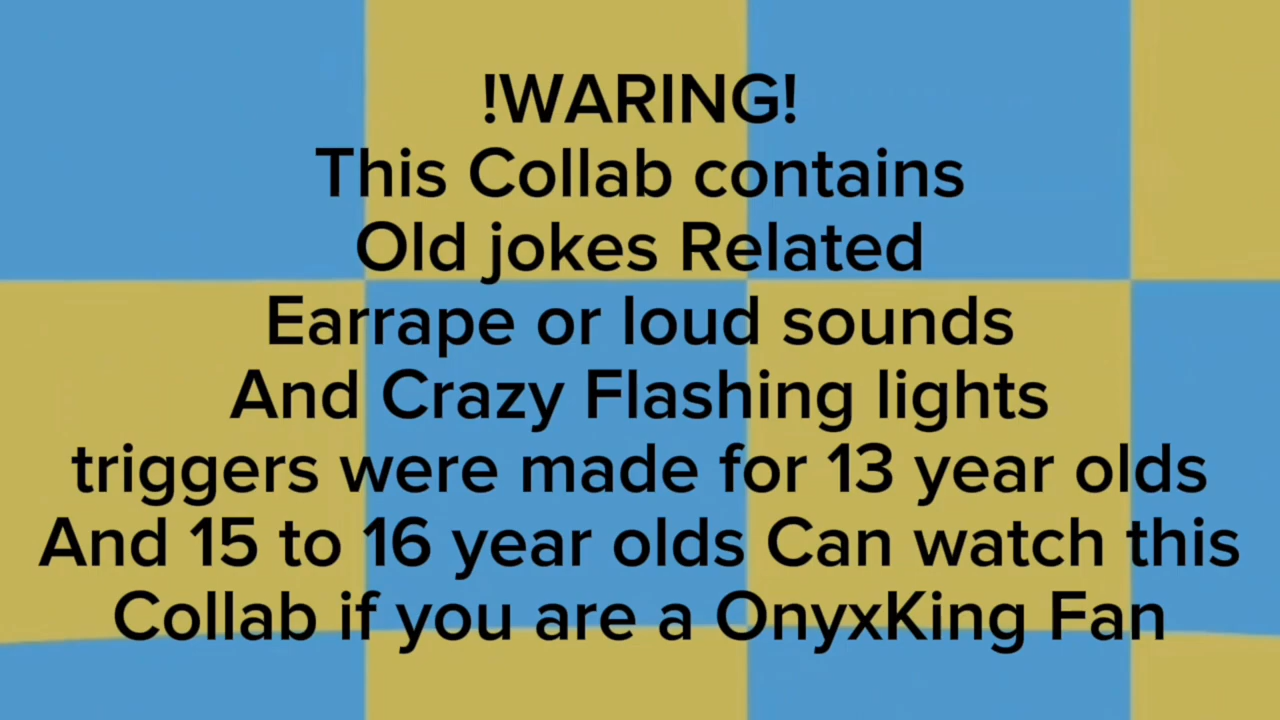 !WARING!
This Collab contains
Old jokes Related
Earrape or loud sounds
And Crazy Flashing lights
triggers were made for 13 year olds
And 15 to 16 year olds Can watch this
Collab if you are a OnyxKing Fan